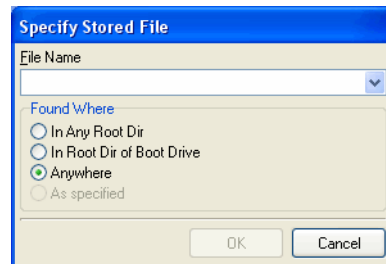 Specify Stored File
File Name
Found Where
In Any Root Dir
In Root Dir of Boot Drive
Anywhere
As specified
OK Cancel